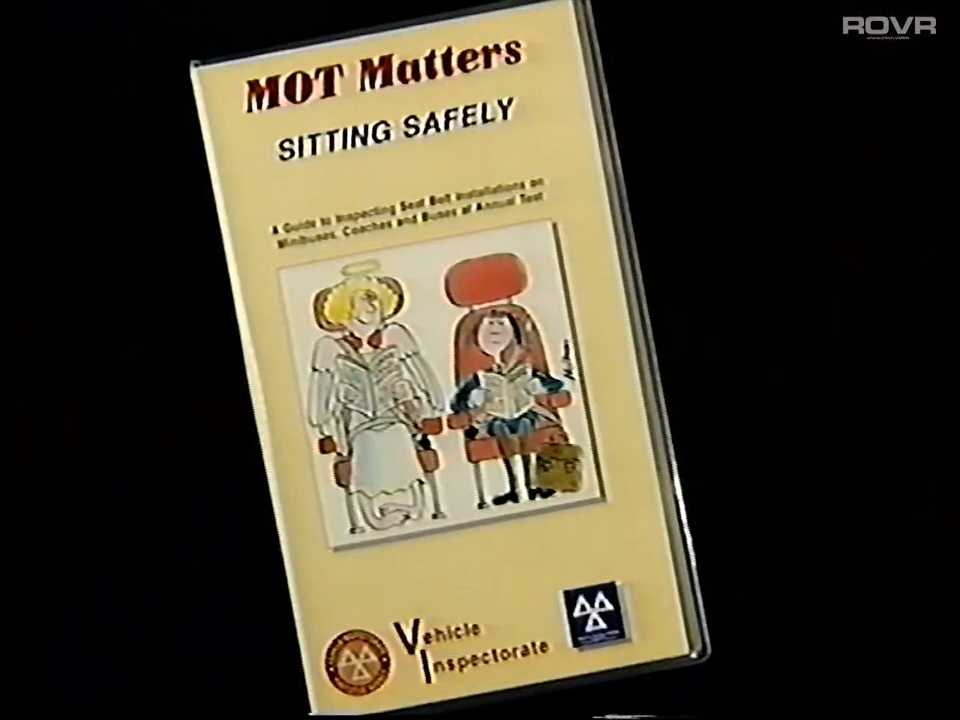 ROVR
MOT Matters
SITTING SAFELY
A Guide to Inspecting Seat Belt Installations on
Minibuses, Coaches and Buses at Annual Test
Vehicle
Inspectorate